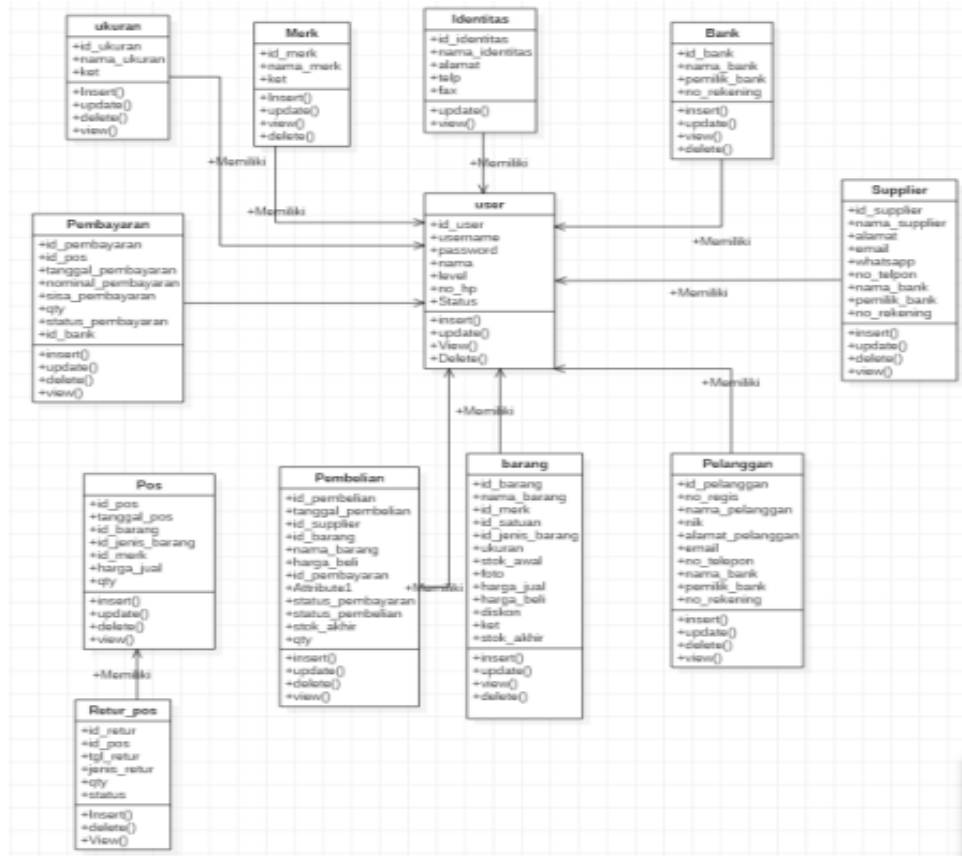 ukuran
+id_ukuran
+nama_ukuran
+ket
+Insert()
+update()
+delete()
+view()
Merk
+id_merk
+nama_merk
+ket
+Insert()
+update()
+view()
+delete()
Identitas
+id_identitas
+nama_identitas
+alamat
+telp
+fax
+update()
+view()
Bank
+id_bank
+nama_bank
+pemilik_bank
+no_rekening
+insert()
+update()
+view()
+delete()
+Memiliki
+Memiliki
+Memiliki
+Memiliki
user
+id_user
+username
+password
+nama
+level
+no_hp
+Status
+insert()
+update()
+View()
+Delete()
Supplier
+id_supplier
+nama_supplier
+alamat
+email
+whatsapp
+no_telpon
+nama_bank
+pemilik_bank
+no_rekening
+insert()
+update()
+delete()
+view()
+Memiliki
Pembayaran
+id_pembayaran
+id_pos
+tanggal_pembayaran
+nominal_pembayaran
+sisa_pembayaran
+qty
+status_pembayaran
+id_bank
+insert()
+update()
+delete()
+view()
+Memiliki
+Memiliki
Pos
+id_pos
+tanggal_pos
+id_barang
+id_jenis_barang
+id_merk
+harga_jual
+qty
+insert()
+update()
+delete()
+view()
Pembelian
+id_pembelian
+tanggal_pembelian
+id_supplier
+id_barang
+nama_barang
+harga_beli
+id_pembayaran
+Attribute1
+status_pembayaran
+status_pembelian
+stok_akhir
+qty
+insert()
+update()
+delete()
+view()
+Memiliki
barang
+id_barang
+nama_barang
+id_merk
+id_satuan
+id_jenis_barang
+ukuran
+stok_awal
+foto
+harga_jual
+harga_beli
+diskon
+ket
+stok_akhir
+insert()
+update()
+view()
+delete()
Pelanggan
+id_pelanggan
+no_regis
+nama_pelanggan
+nik
+alamat_pelanggan
+email
+no_telepon
+nama_bank
+pemilik_bank
+no_rekening
+insert()
+update()
+delete()
+view()
+Memiliki
Retur_pos
+id_retur
+id_pos
+tgl_retur
+jenis_retur
+qty
+status
+Insert()
+delete()
+View()